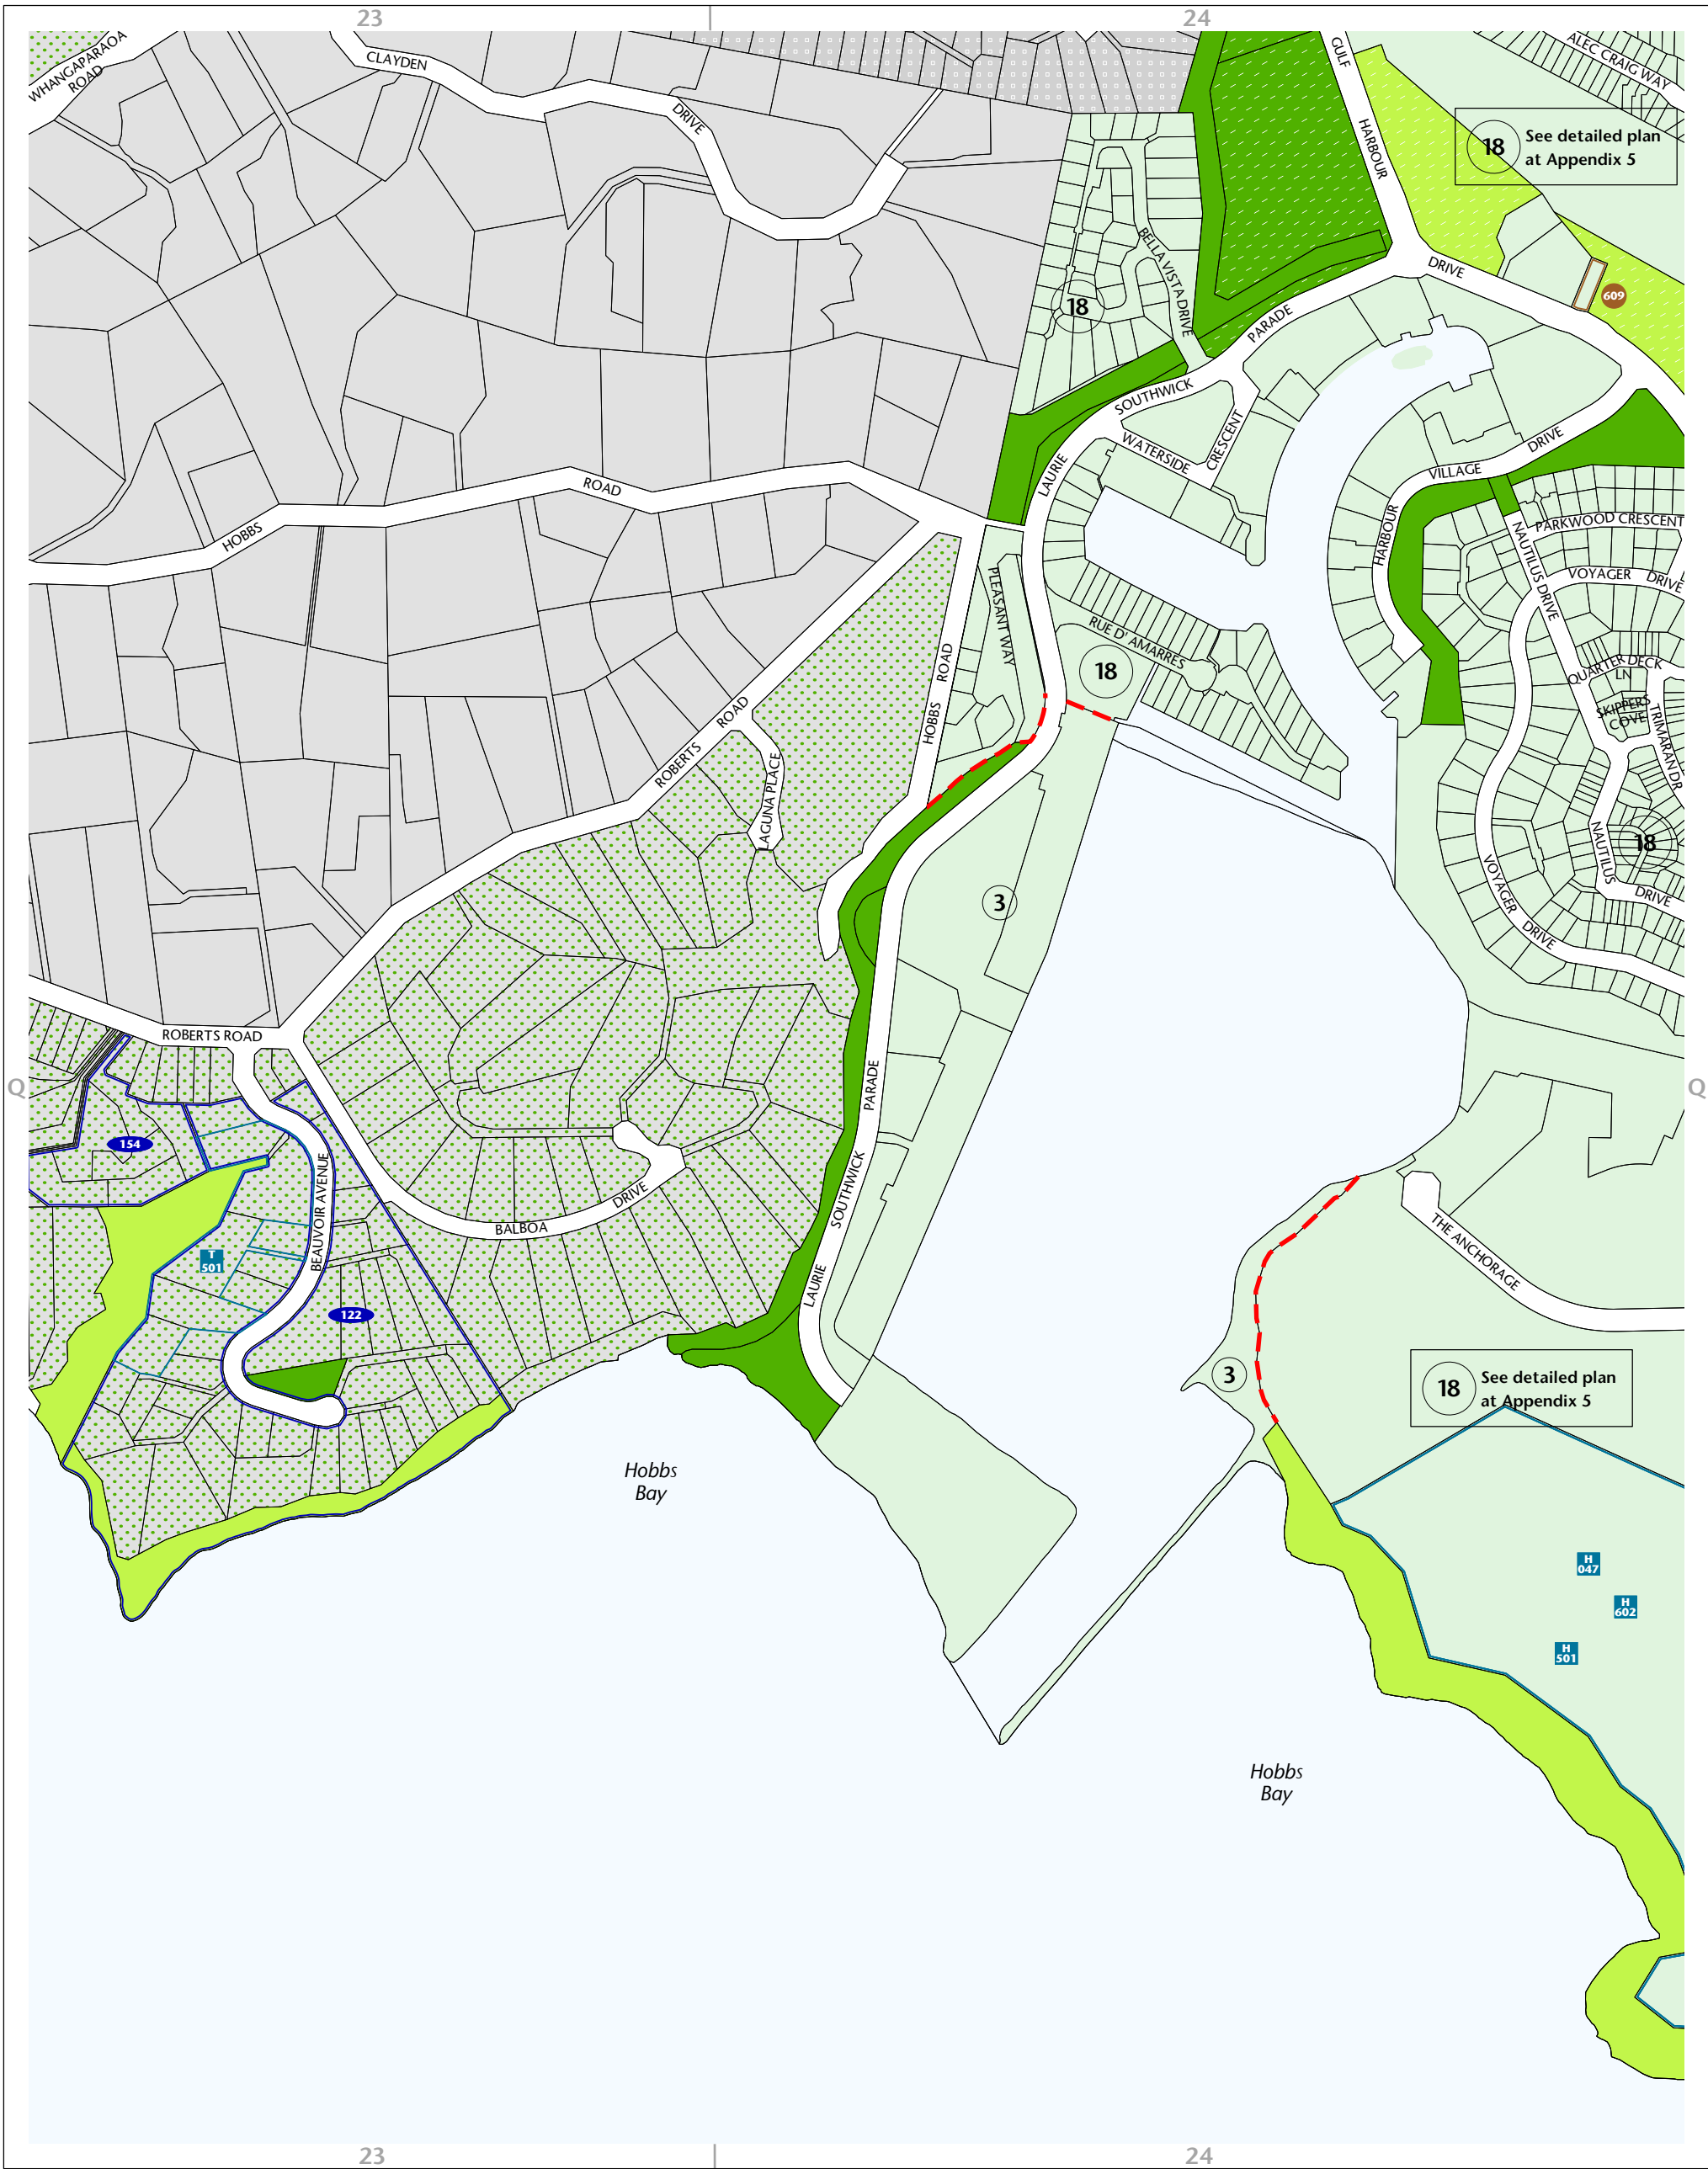 23
24
WHANGAPARAOA
ROAD
CLAYDEN
DRIVE
GULF
HARBOUR
DRIVE
ALEC CRAIG WAY
18
See detailed plan
at Appendix 5
BELLA VISTA DRIVE
18
609
PARADE
SOUTHWICK
LAURIE
WATERSIDE
CRESCENT
VILLAGE
DRIVE
HARBOUR
ROAD
HOBBS
PARKWOOD CRESCENT
NAUTILUS DRIVE
VOYAGER
DRIVE
PLEASANT WAY
RUE D' AMARRES
18
QUARTER DECK
LN
SKIPPERS
COVE
TRIMARAN DR
ROAD
HOBBS
ROBERTS
ROAD
LAGUNA PLACE
NAUTILUS
DRIVE
18
VOYAGER
DRIVE
3
ROBERTS ROAD
Q
Q
154
PARADE
SOUTHWICK
LAURIE
BEAUVOIR AVENUE
BALBOA
DRIVE
T
501
122
THE ANCHORAGE
3
18
See detailed plan
at Appendix 5
Hobbs
Bay
H
047
H
602
H
501
Hobbs
Bay
23
24